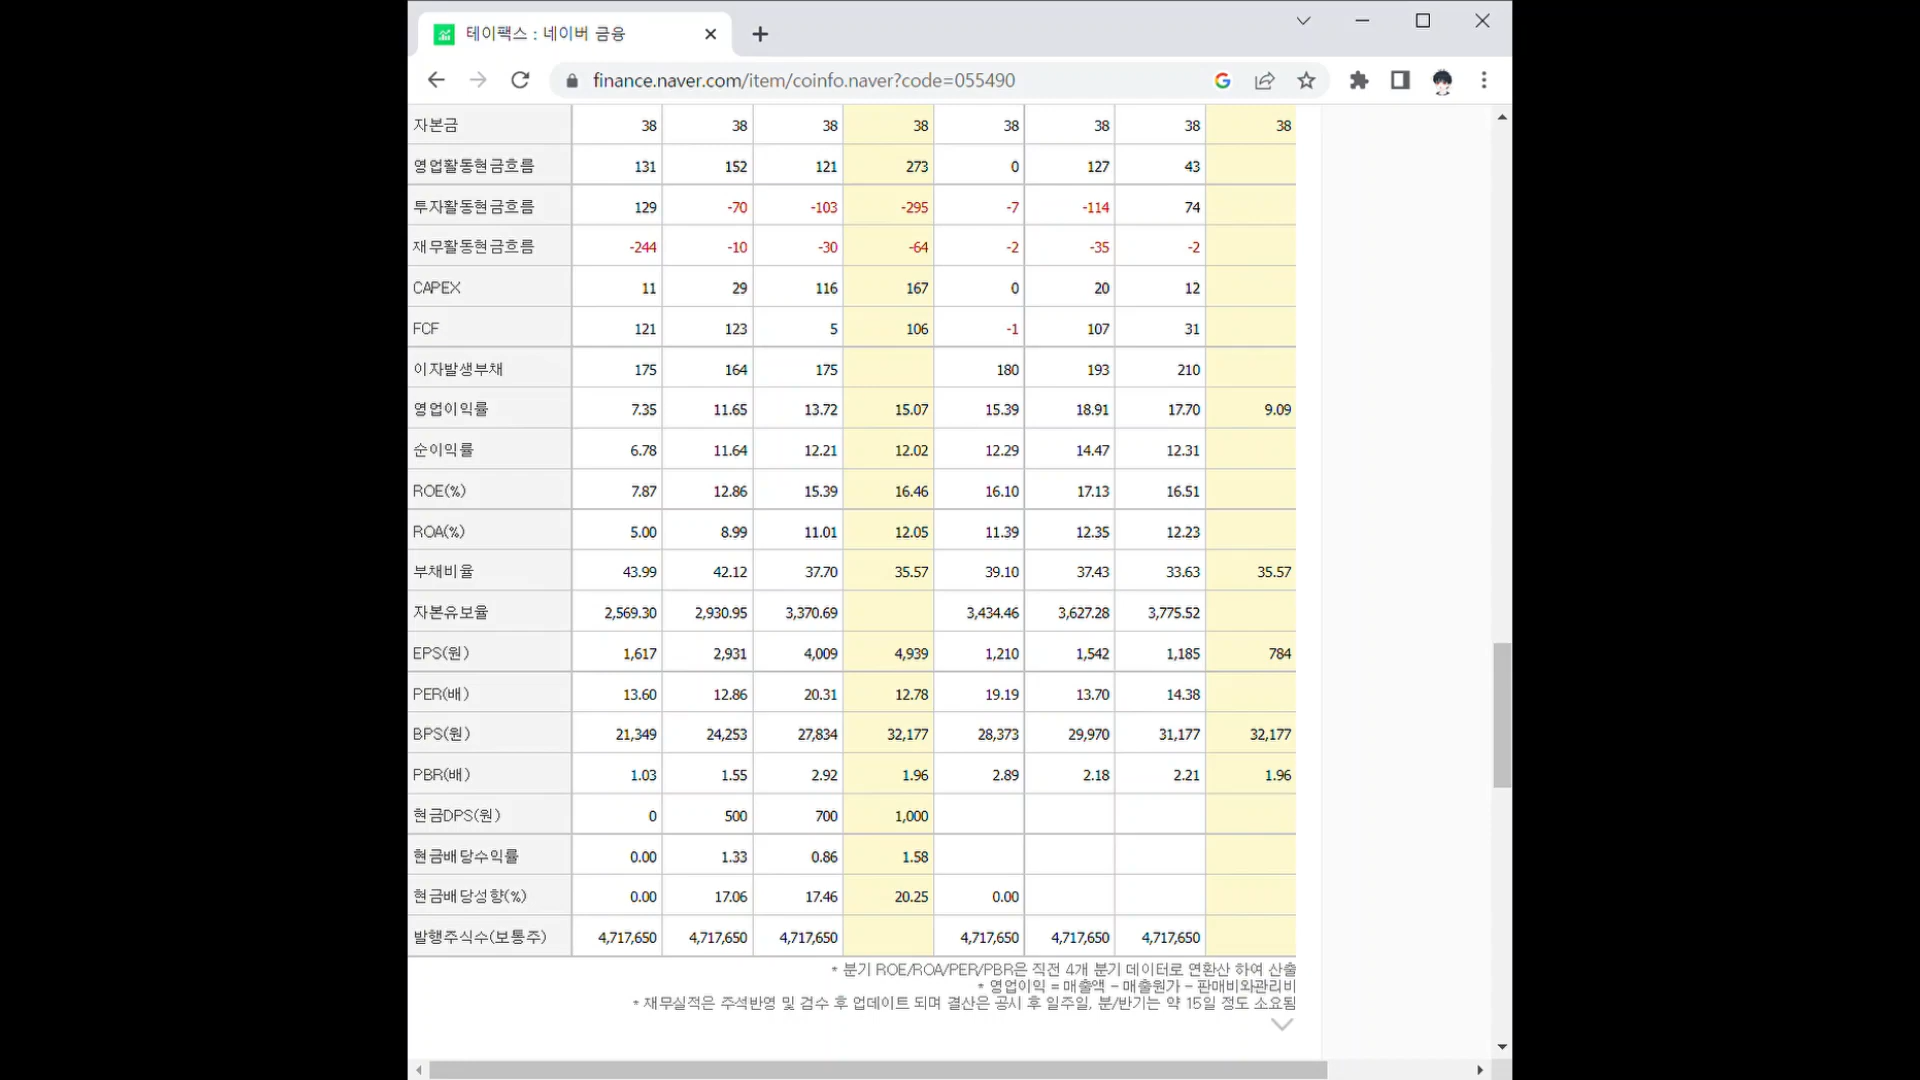 테이팩스 : 네이버 금융
finance.naver.com/item/coinfo.naver?code=055490
자본금 38 38 38 38 38 38 38 38
영업활동현금흐름 131 152 121 273 0 127 43
투자활동현금흐름 129 -70 -103 -295 -7 -114 74
재무활동현금흐름 -244 -10 -30 -64 -2 -35 -2
CAPEX 11 29 116 167 0 20 12
FCF 121 123 5 106 -1 107 31
이자발생부채 175 164 175 180 193 210
영업이익률 7.35 11.65 13.72 15.07 15.39 18.91 17.70 9.09
순이익률 6.78 11.64 12.21 12.02 12.29 14.47 12.31
ROE(%) 7.87 12.86 15.39 16.46 16.10 17.13 16.51
ROA(%) 5.00 8.99 11.01 12.05 11.39 12.35 12.23
부채비율 43.99 42.12 37.70 35.57 39.10 37.43 33.63 35.57
자본유보율 2,569.30 2,930.95 3,370.69 3,434.46 3,627.28 3,775.52
EPS(원) 1,617 2,931 4,009 4,939 1,210 1,542 1,185 784
PER(배) 13.60 12.86 20.31 12.78 19.19 13.70 14.38
BPS(원) 21,349 24,253 27,834 32,177 28,373 29,970 31,177 32,177
PBR(배) 1.03 1.55 2.92 1.96 2.89 2.18 2.21 1.96
현금DPS(원) 0 500 700 1,000
현금배당수익률 0.00 1.33 0.86 1.58
현금배당성향(%) 0.00 17.06 17.46 20.25 0.00
발행주식수(보통주) 4,717,650 4,717,650 4,717,650 4,717,650 4,717,650 4,717,650
* 분기 ROE/ROA/PER/PBR은 직전 4개 분기 데이터로 연환산 하여 산출
* 영업이익 = 매출액 - 매출원가 - 판매비와관리비
* 재무실적은 주석반영 및 검수 후 업데이트 되며 결산은 공시 후 일주일, 분/반기는 약 15일 정도 소요됨